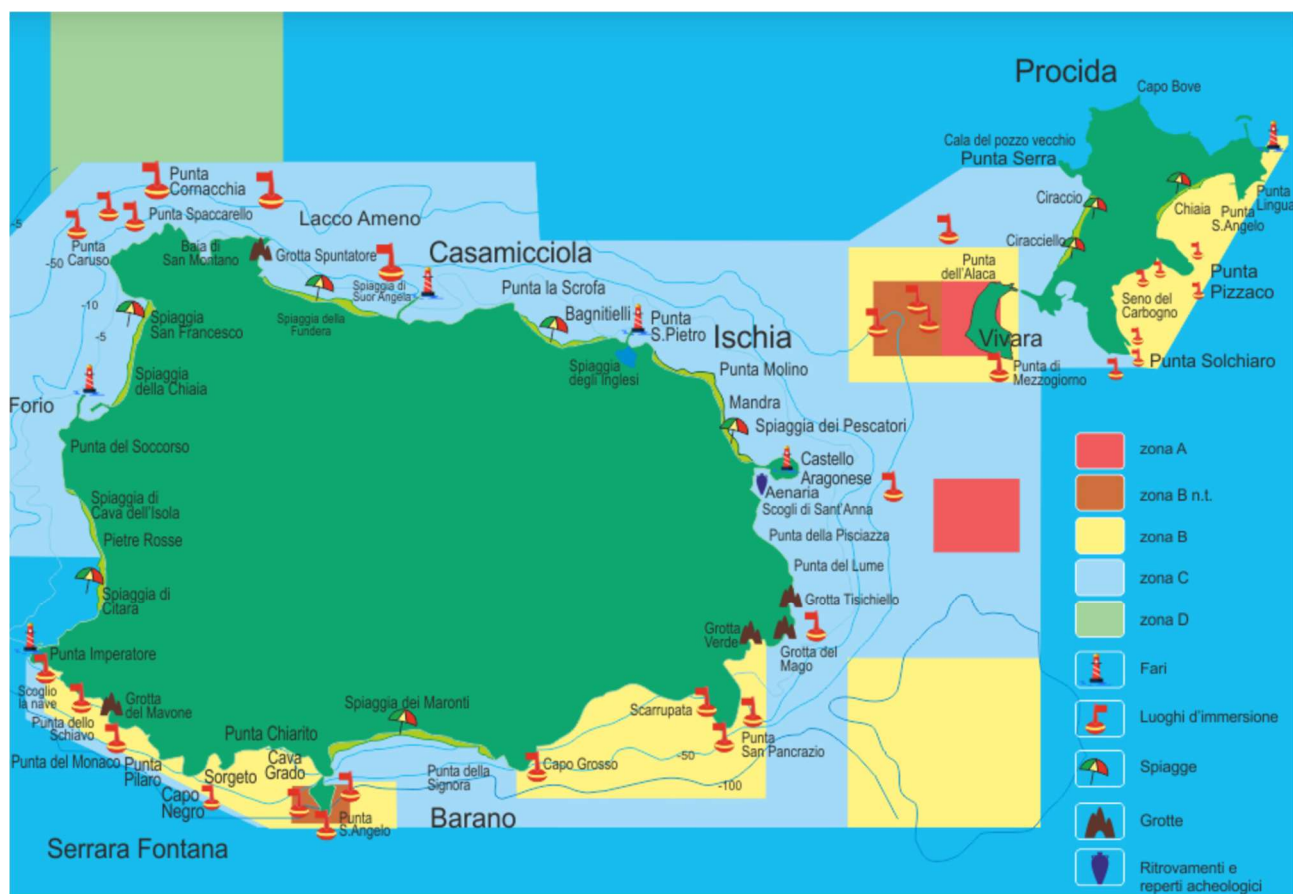 Procida
Capo Bove
Cala del pozzo vecchio
Punta Serra
Ciraccio
Chiaia
Punta
Lingua
Punta
S.Angelo
Ciracciello
Punta
dell'Alaca
Punta
Pizzaco
Seno del
Carbogno
Vivara
Punta di
Mezzogiorno
Punta Solchiaro
Punta
Cornacchia
Punta Spaccarello
Lacco Ameno
-5
Punta
Caruso
-50
Baia di
San Montano
Grotta Spuntatore
Casamicciola
Spiaggia di
Suor Angela
-10
-5
Spiaggia
San Francesco
Spiaggia della
Fundera
Punta la Scrofa
Bagnitielli
Punta
S.Pietro
Ischia
Spiaggia
degli Inglesi
Punta Molino
Spiaggia
della Chiaia
Forio
Mandra
Spiaggia dei Pescatori
Punta del Soccorso
Castello
Aragonese
Aenaria
Scogli di Sant'Anna
Spiaggia di
Cava dell'Isola
Pietre Rosse
Punta della Pisciazza
Punta del Lume
Spiaggia di
Citara
Grotta Tisichiello
Grotta
Verde
Grotta del
Mago
Punta Imperatore
Scoglio
la nave
Grotta
del Mavone
Punta dello
Schiavo
Spiaggia dei Maronti
Scarrupata
Punta Chiarito
Punta
San Pancrazio
Punta del Monaco
Punta
Pilaro
Sorgeto
Cava
Grado
Punta della
Signora
Capo Grosso
-50
-100
Capo
Negro
Punta
S.Angelo
Barano
Serrara Fontana
zona A
zona B n.t.
zona B
zona C
zona D
Fari
Luoghi d'immersione
Spiagge
Grotte
Ritrovamenti e
reperti acheologici